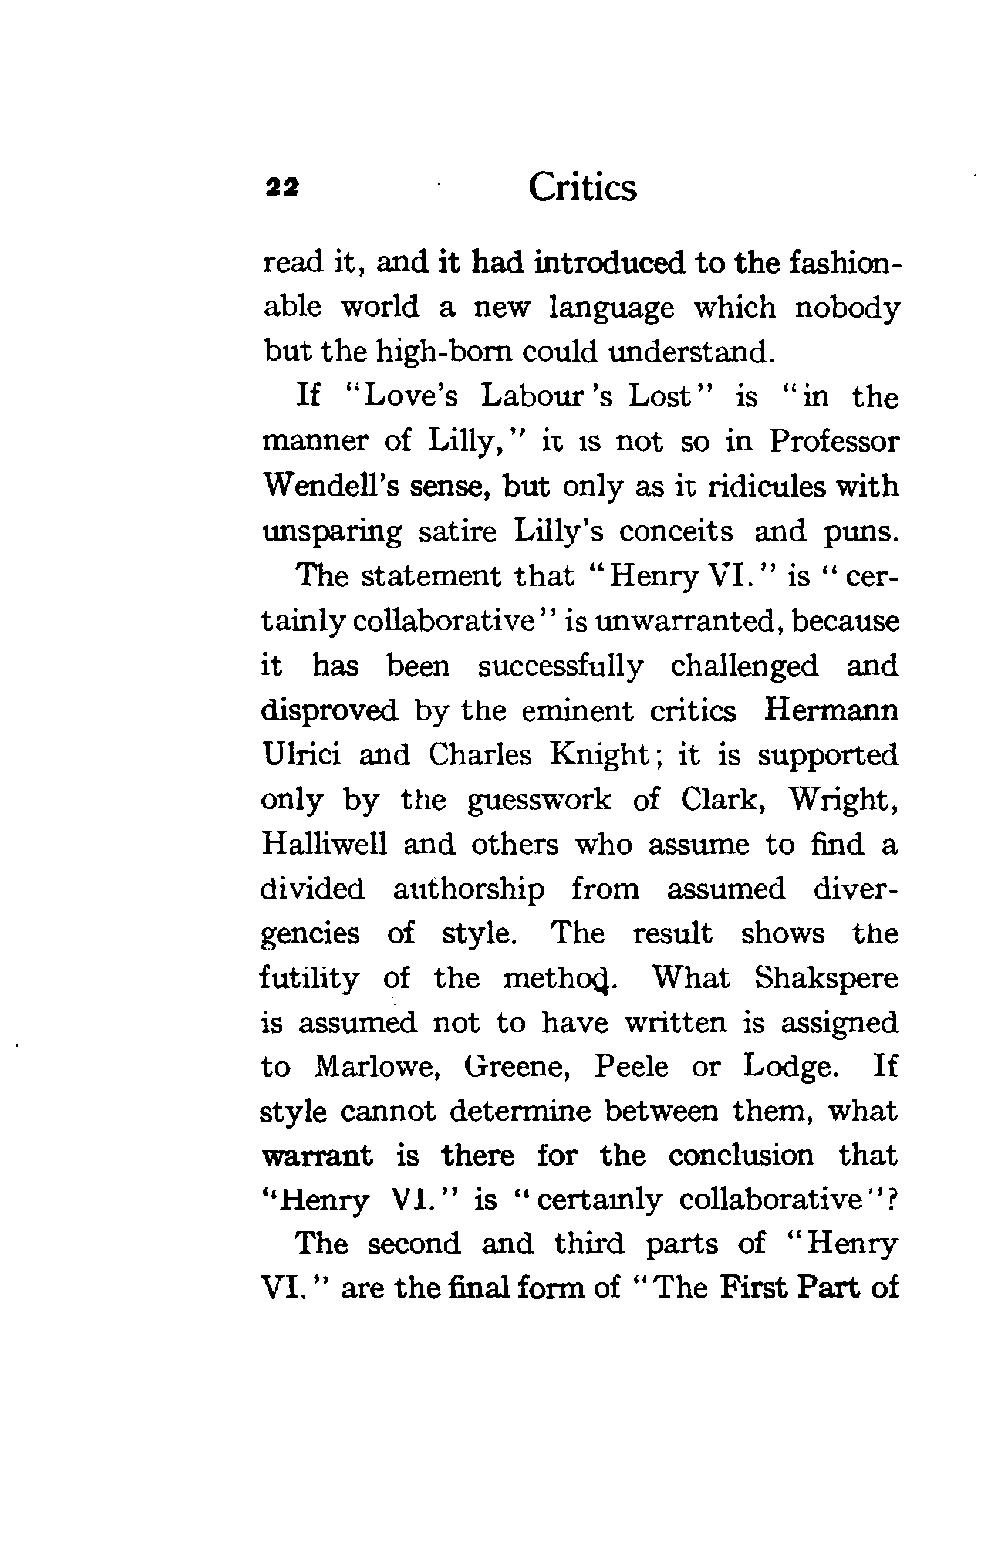 22 Critics
read it, and it had introduced to the fashion-
able world a new language which nobody
but the high-born could understand.
If "Love's Labour's Lost" is "in the
manner of Lilly," it is not so in Professor
Wendell's sense, but only as it ridicules with
unsparing satire Lilly's conceits and puns.
The statement that "Henry VI." is "cer-
tainly collaborative" is unwarranted, because
it has been successfully challenged and
disproved by the eminent critics Hermann
Ulrici and Charles Knight; it is supported
only by the guesswork of Clark, Wright,
Halliwell and others who assume to find a
divided authorship from assumed diver-
gencies of style. The result shows the
futility of the method. What Shakspere
is assumed not to have written is assigned
to Marlowe, Greene, Peele or Lodge. If
style cannot determine between them, what
warrant is there for the conclusion that
"Henry VI." is "certainly collaborative"?
The second and third parts of "Henry
VI." are the final form of "The First Part of